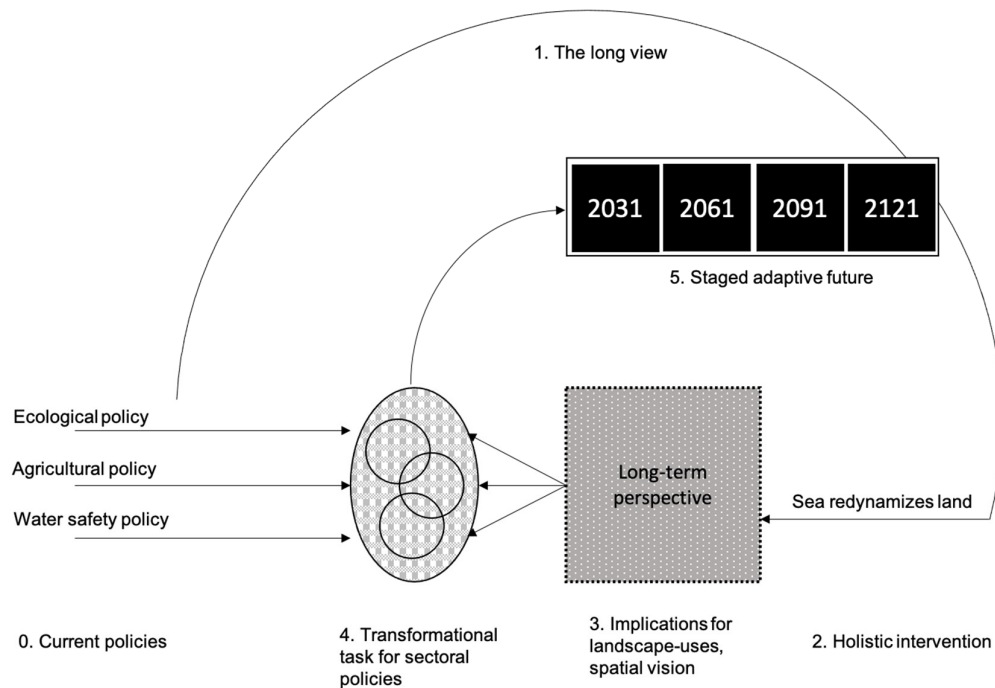 1. The long view
2031 2061 2091 2121
5. Staged adaptive future
Ecological policy
Agricultural policy
Water safety policy
Long-term
perspective
Sea redynamizes land
0. Current policies
4. Transformational
task for sectoral
policies
3. Implications for
landscape-uses,
spatial vision
2. Holistic intervention